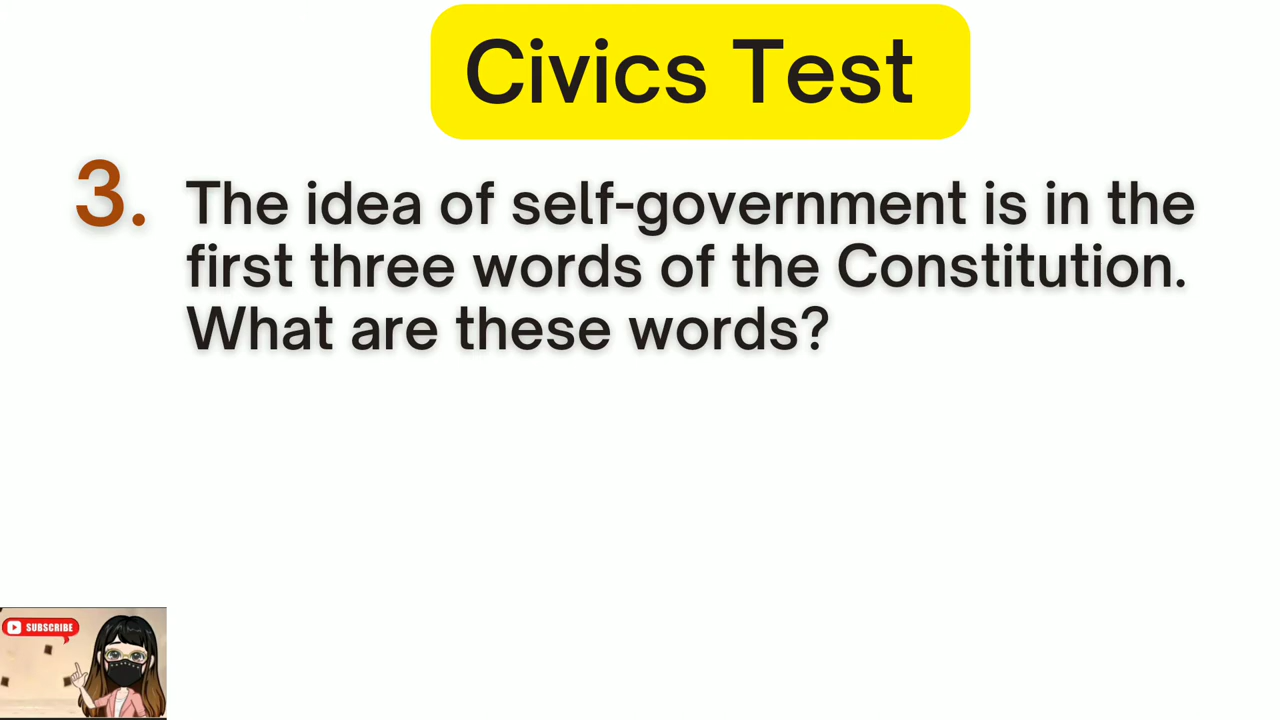 Civics Test
3. The idea of self-government is in the
first three words of the Constitution.
What are these words?
SUBSCRIBE